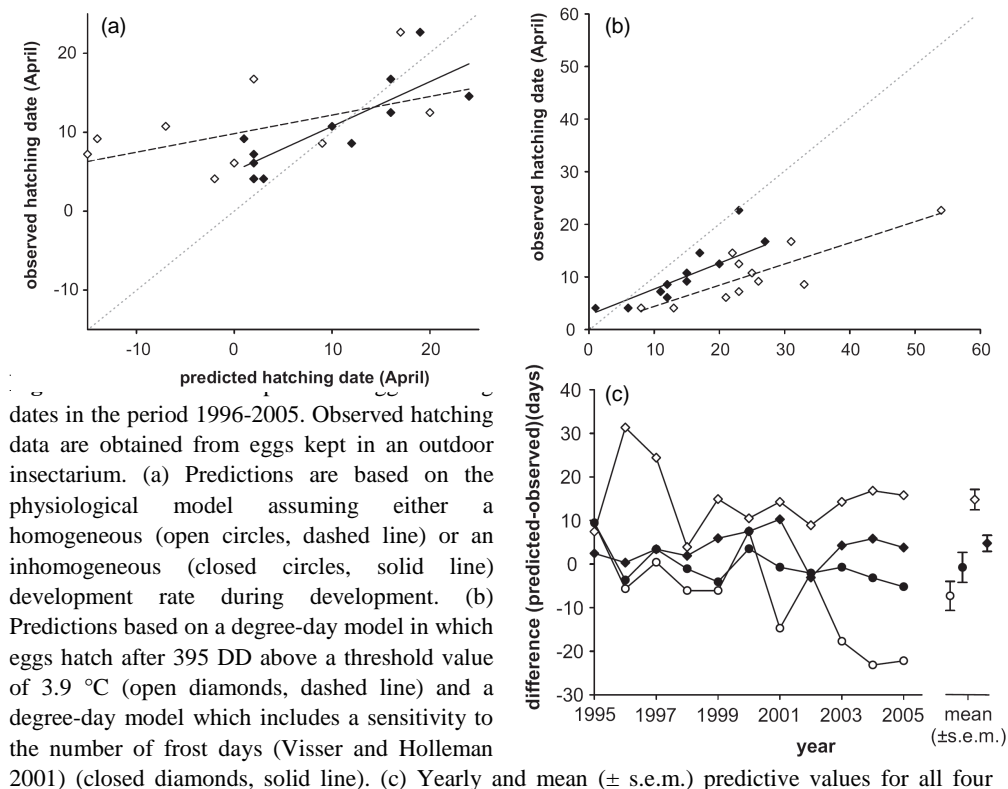 (a)
observed hatching date (April)
20
10
0
-10
-10
0
10
20
predicted hatching date (April)
(b)
observed hatching date (April)
60
50
40
30
20
10
0
0
10
20
30
40
50
60
dates in the period 1996-2005. Observed hatching
data are obtained from eggs kept in an outdoor
insectarium. (a) Predictions are based on the
physiological model assuming either a
homogeneous (open circles, dashed line) or an
inhomogeneous (closed circles, solid line)
development rate during development. (b)
Predictions based on a degree-day model in which
eggs hatch after 395 DD above a threshold value
of 3.9 °C (open diamonds, dashed line) and a
degree-day model which includes a sensitivity to
the number of frost days (Visser and Holleman
2001) (closed diamonds, solid line). (c) Yearly and mean (± s.e.m.) predictive values for all four
(c)
difference (predicted-observed)(days)
40
30
20
10
0
-10
-20
-30
1995
1997
1999
2001
2003
2005
year
mean
(±s.e.m.)